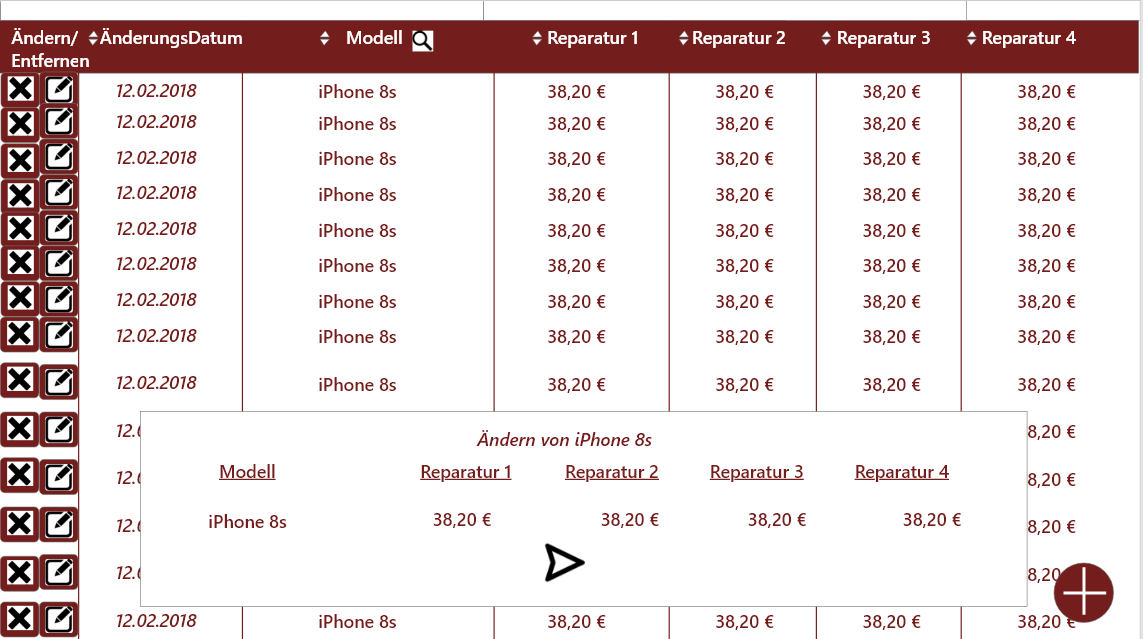 Ändern/ ÄnderungsDatum Modell Reparatur 1 Reparatur 2 Reparatur 3 Reparatur 4
Entfernen
12.02.2018 iPhone 8s 38,20 € 38,20 € 38,20 € 38,20 €
12.02.2018 iPhone 8s 38,20 € 38,20 € 38,20 € 38,20 €
12.02.2018 iPhone 8s 38,20 € 38,20 € 38,20 € 38,20 €
12.02.2018 iPhone 8s 38,20 € 38,20 € 38,20 € 38,20 €
12.02.2018 iPhone 8s 38,20 € 38,20 € 38,20 € 38,20 €
12.02.2018 iPhone 8s 38,20 € 38,20 € 38,20 € 38,20 €
12.02.2018 iPhone 8s 38,20 € 38,20 € 38,20 € 38,20 €
12.02.2018 iPhone 8s 38,20 € 38,20 € 38,20 € 38,20 €
12.02.2018 iPhone 8s 38,20 € 38,20 € 38,20 € 38,20 €
12.0 8,20 €
Ändern von iPhone 8s
Modell Reparatur 1 Reparatur 2 Reparatur 3 Reparatur 4
12.0 8,20 €
iPhone 8s 38,20 € 38,20 € 38,20 € 38,20 €
12.0 8,20 €
12.0 8,20
12.02.2018 iPhone 8s 38,20 € 38,20 € 38,20 € 38,20 €